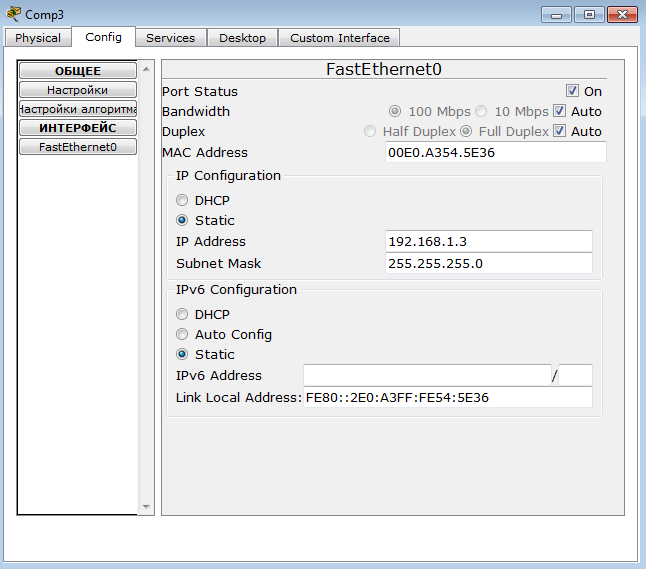 Comp3
Physical Config Services Desktop Custom Interface
ОБЩЕЕ
Настройки
Настройки алгоритма
ИНТЕРФЕЙС
FastEthernet0
FastEthernet0
Port Status On
Bandwidth 100 Mbps 10 Mbps Auto
Duplex Half Duplex Full Duplex Auto
MAC Address 00E0.A354.5E36
IP Configuration
DHCP
Static
IP Address 192.168.1.3
Subnet Mask 255.255.255.0
IPv6 Configuration
DHCP
Auto Config
Static
IPv6 Address /
Link Local Address: FE80::2E0:A3FF:FE54:5E36